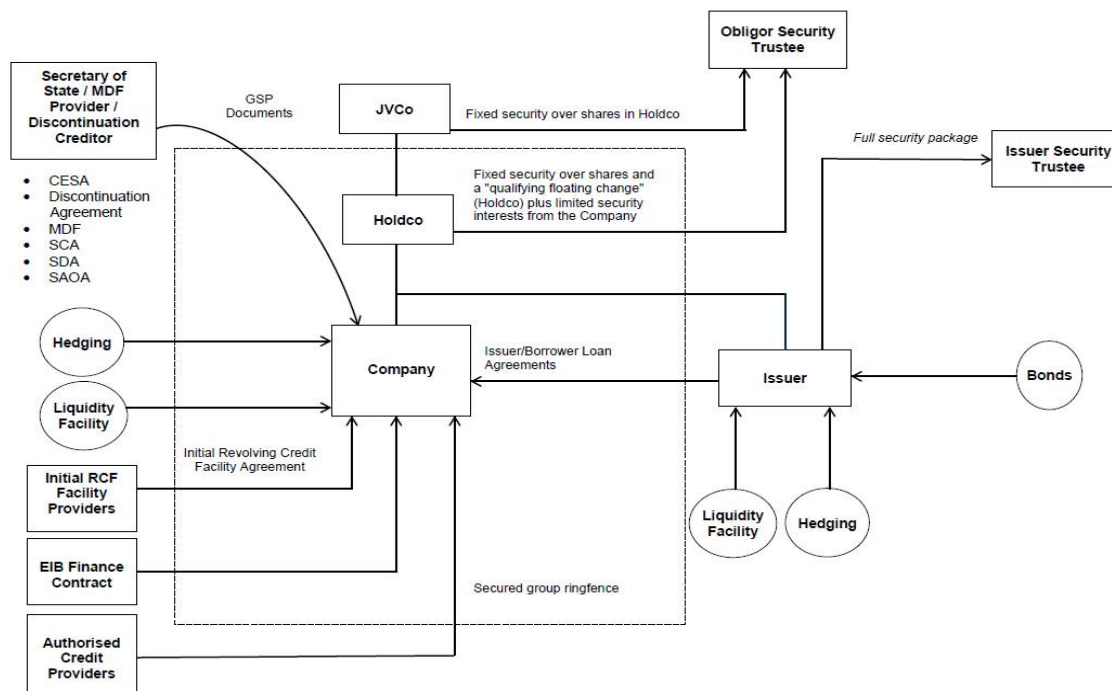 Obligor Security
Trustee
Secretary of
State / MDF
Provider /
Discontinuation
Creditor
GSP
Documents
JVCo
Fixed security over shares in Holdco
Full security package
Issuer Security
Trustee
• CESA
• Discontinuation
Agreement
• MDF
• SCA
• SDA
• SAOA
Holdco
Fixed security over shares and
a "qualifying floating change"
(Holdco) plus limited security
interests from the Company
Hedging
Company
Issuer/Borrower Loan
Agreements
Issuer
Bonds
Liquidity
Facility
Initial Revolving Credit
Facility Agreement
Initial RCF
Facility
Providers
Liquidity
Facility
Hedging
EIB Finance
Contract
Secured group ringfence
Authorised
Credit
Providers